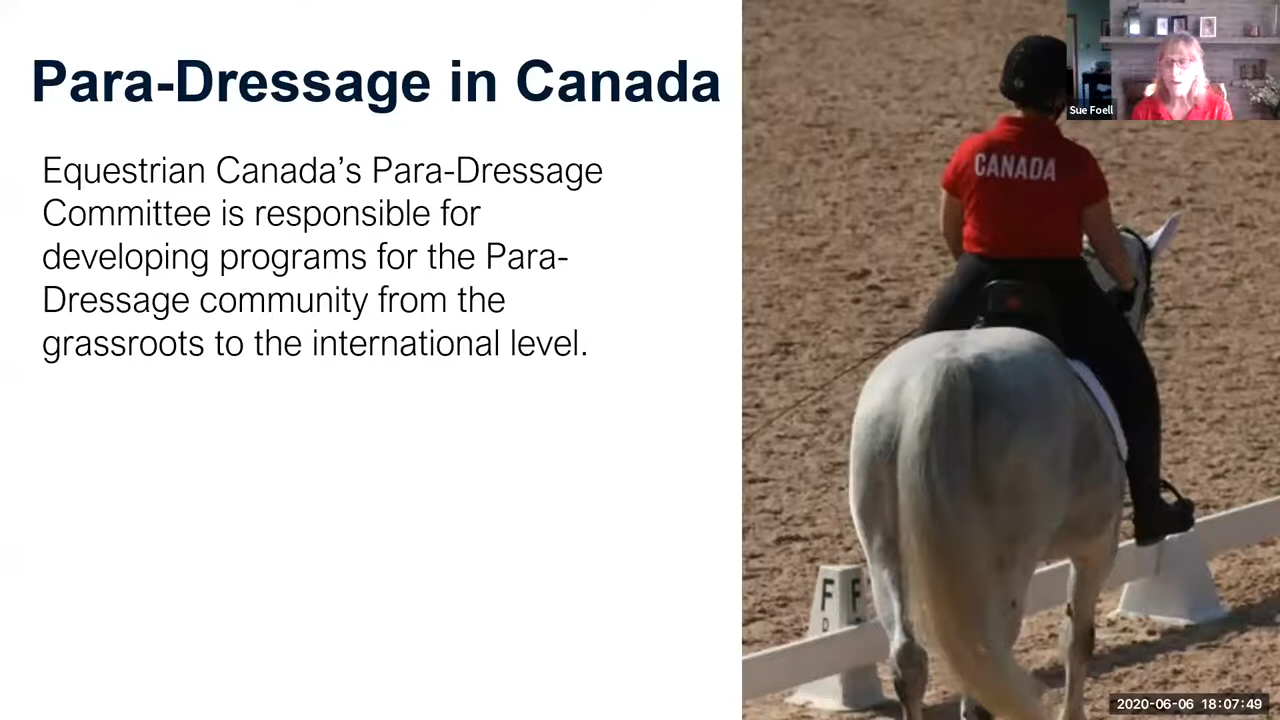 Para-Dressage in Canada
Equestrian Canada’s Para-Dressage
Committee is responsible for
developing programs for the Para-
Dressage community from the
grassroots to the international level.
Sue Foell
CANADA
F F
D
2020-06-06 18:07:49